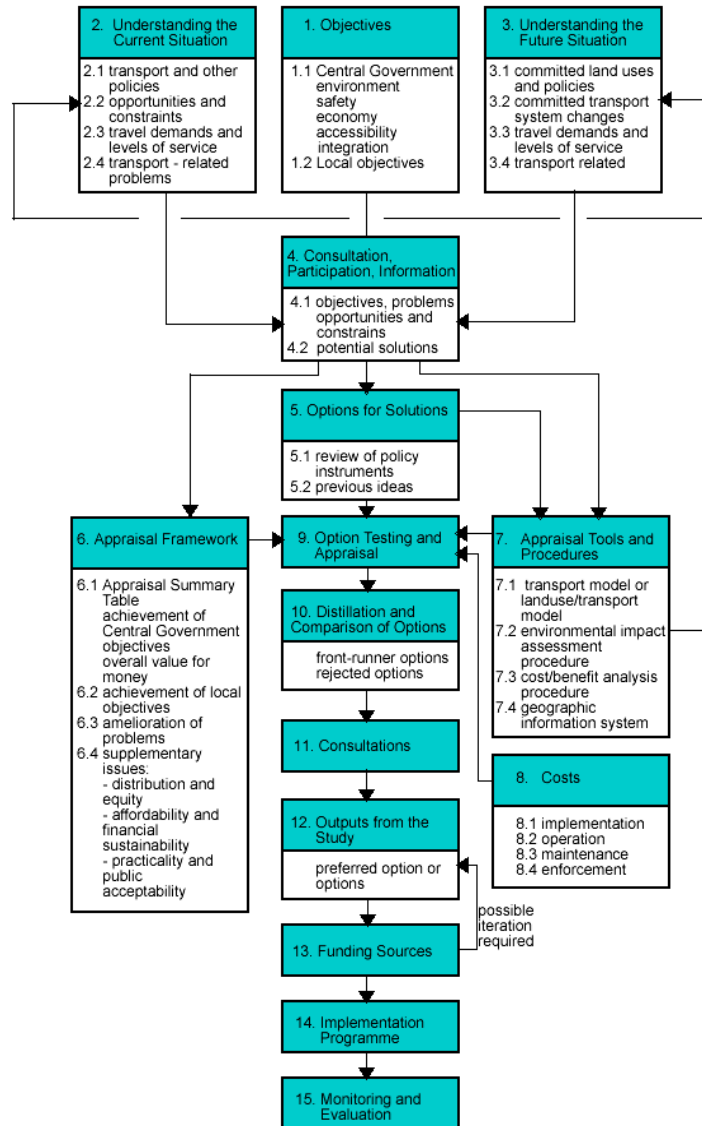 2. Understanding the
Current Situation
2.1 transport and other
policies
2.2 opportunities and
constraints
2.3 travel demands and
levels of service
2.4 transport - related
problems
1. Objectives
1.1 Central Government
environment
safety
economy
accessibility
integration
1.2 Local objectives
3. Understanding the
Future Situation
3.1 committed land uses
and policies
3.2 committed transport
system changes
3.3 travel demands and
levels of service
3.4 transport related
4. Consultation,
Participation, Information
4.1 objectives, problems
opportunities and
constrains
4.2 potential solutions
5. Options for Solutions
5.1 review of policy
instruments
5.2 previous ideas
6. Appraisal Framework
6.1 Appraisal Summary
Table
achievement of
Central Government
objectives
overall value for
money
6.2 achievement of local
objectives
6.3 amelioration of
problems
6.4 supplementary
issues:
- distribution and
equity
- affordability and
financial
sustainability
- practicality and
public
acceptability
9. Option Testing and
Appraisal
7. Appraisal Tools and
Procedures
7.1 transport model or
landuse/transport
model
7.2 environmental impact
assessment
procedure
7.3 cost/benefit analysis
procedure
7.4 geographic
information system
10. Distillation and
Comparison of Options
front-runner options
rejected options
11. Consultations
8. Costs
8.1 implementation
8.2 operation
8.3 maintenance
8.4 enforcement
12. Outputs from the
Study
preferred option or
options
possible
iteration
required
13. Funding Sources
14. Implementation
Programme
15. Monitoring and
Evaluation